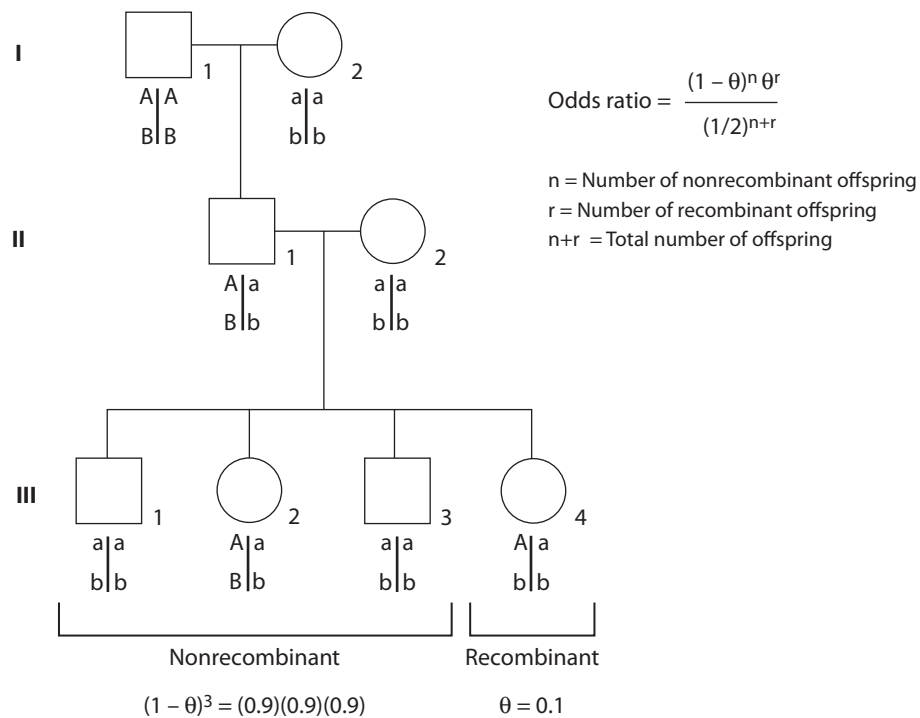 I
1
2
A A
B B
a a
b b
Odds ratio = (1 – θ)ⁿ θʳ
(1/2)ⁿ⁺ʳ
n = Number of nonrecombinant offspring
r = Number of recombinant offspring
n+r = Total number of offspring
II
1
2
A a
B b
a a
b b
III
1
2
3
4
a a
b b
A a
B b
a a
b b
A a
b b
Nonrecombinant
Recombinant
(1 – θ)³ = (0.9)(0.9)(0.9)
θ = 0.1